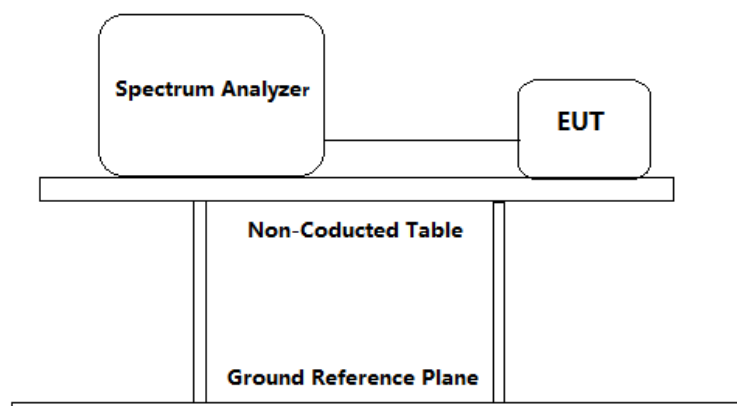 Spectrum Analyzer
EUT
Non-Coducted Table
Ground Reference Plane